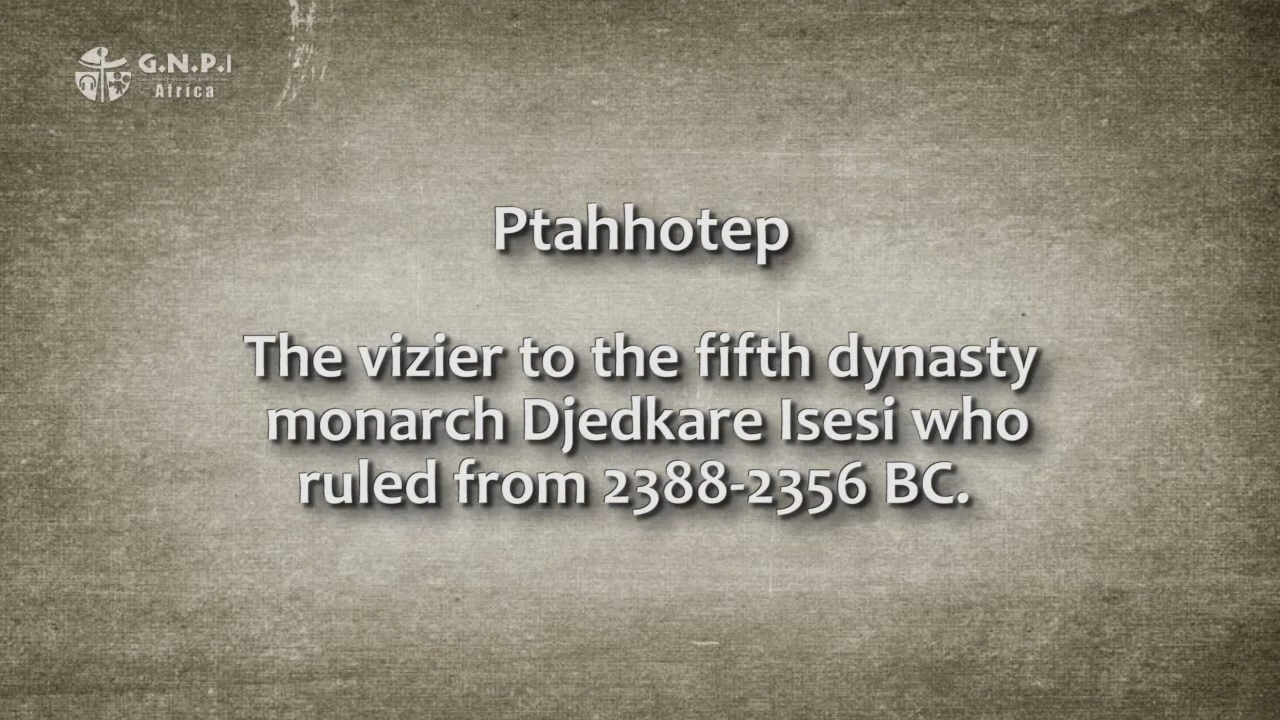 G.N.P.I
Africa
Ptahhotep
The vizier to the fifth dynasty
monarch Djedkare Isesi who
ruled from 2388-2356 BC.